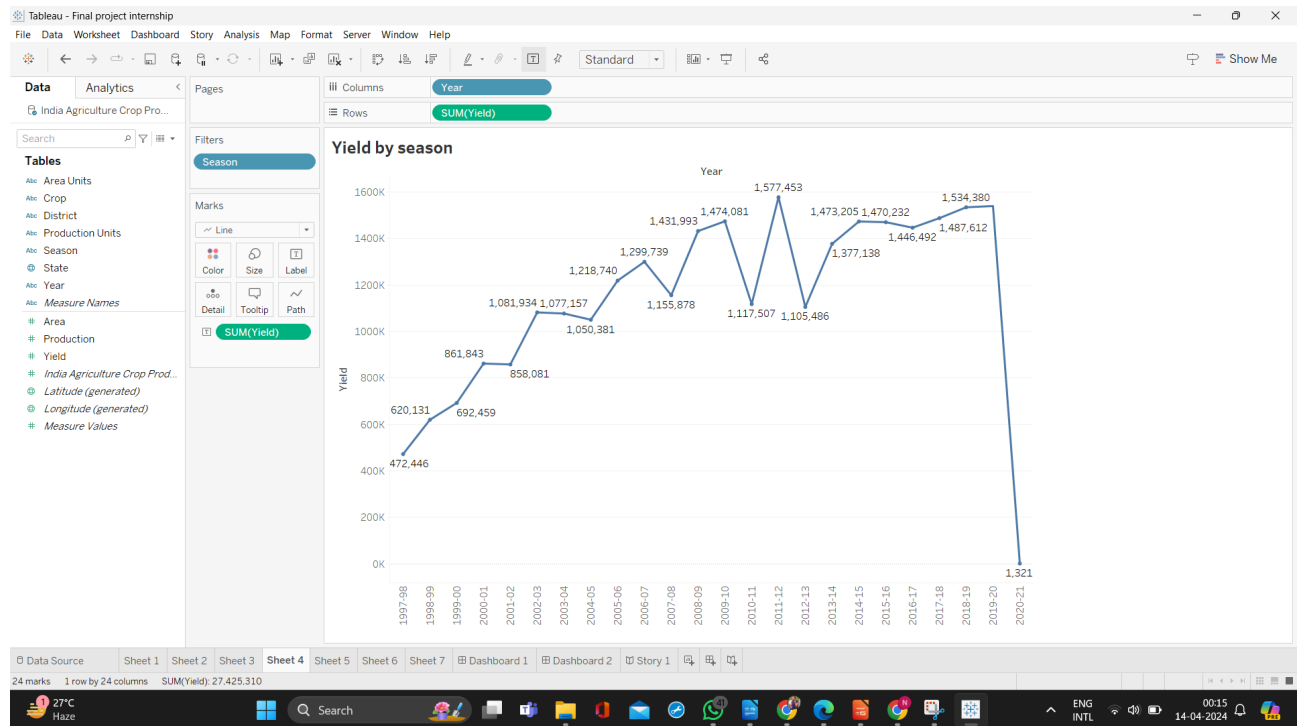 Tableau - Final project internship
File Data Worksheet Dashboard Story Analysis Map Format Server Window Help
Standard
Show Me
Data Analytics
Pages
Columns Year
India Agriculture Crop Pro...
Rows SUM(Yield)
Search
Filters
Season
Tables
Abc Area Units
Abc Crop
Abc District
Abc Production Units
Abc Season
State
Abc Year
Abc Measure Names
# Area
# Production
# Yield
# India Agriculture Crop Prod...
Latitude (generated)
Longitude (generated)
# Measure Values
Marks
Line
Color Size Label
Detail Tooltip Path
T SUM(Yield)
Yield by season
Year
Yield
1600K
1400K
1200K
1000K
800K
600K
400K
200K
0K
472,446
620,131
692,459
861,843
858,081
1,081,934
1,077,157
1,050,381
1,218,740
1,299,739
1,155,878
1,431,993
1,474,081
1,117,507
1,577,453
1,105,486
1,377,138
1,473,205
1,470,232
1,446,492
1,487,612
1,534,380
1,321
1997-98
1998-99
1999-00
2000-01
2001-02
2002-03
2003-04
2004-05
2005-06
2006-07
2007-08
2008-09
2009-10
2010-11
2011-12
2012-13
2013-14
2014-15
2015-16
2016-17
2017-18
2018-19
2019-20
2020-21
Data Source Sheet 1 Sheet 2 Sheet 3 Sheet 4 Sheet 5 Sheet 6 Sheet 7 Dashboard 1 Dashboard 2 Story 1
24 marks 1 row by 24 columns SUM(Yield): 27,425,310
1
27°C
Haze
Search
41
N
PRE
ENG
INTL
00:15
14-04-2024